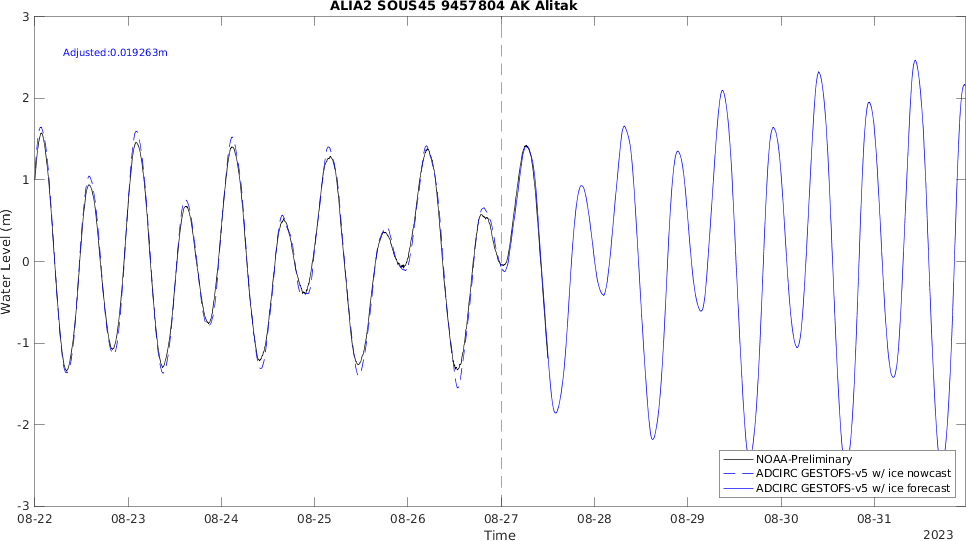 ALIA2 SOUS45 9457804 AK Alitak
3
Adjusted:0.019263m
2
1
0
-1
-2
-3
Water Level (m)
NOAA-Preliminary
ADCIRC GESTOFS-v5 w/ ice nowcast
ADCIRC GESTOFS-v5 w/ ice forecast
08-22 08-23 08-24 08-25 08-26 08-27 08-28 08-29 08-30 08-31
Time
2023